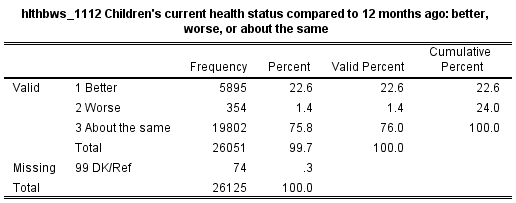 hlthbws_1112 Children's current health status compared to 12 months ago: better,
worse, or about the same
Frequency Percent Valid Percent Cumulative Percent
Valid 1 Better 5895 22.6 22.6 22.6
2 Worse 354 1.4 1.4 24.0
3 About the same 19802 75.8 76.0 100.0
Total 26051 99.7 100.0
Missing 99 DK/Ref 74 .3
Total 26125 100.0